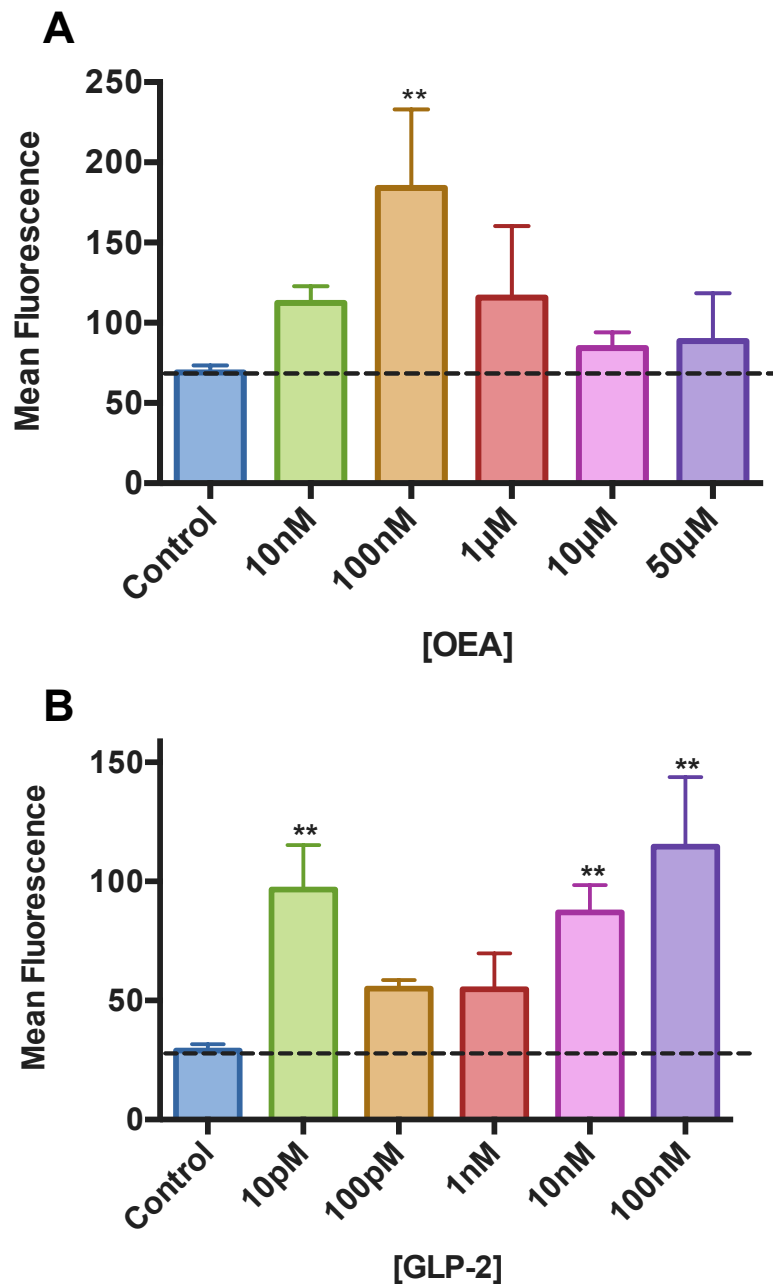 A
Mean Fluorescence
250
200
150
100
50
0
**
Control
10nM
100nM
1µM
10µM
50µM
[OEA]
B
Mean Fluorescence
150
100
50
0
**
**
**
Control
10pM
100pM
1nM
10nM
100nM
[GLP-2]